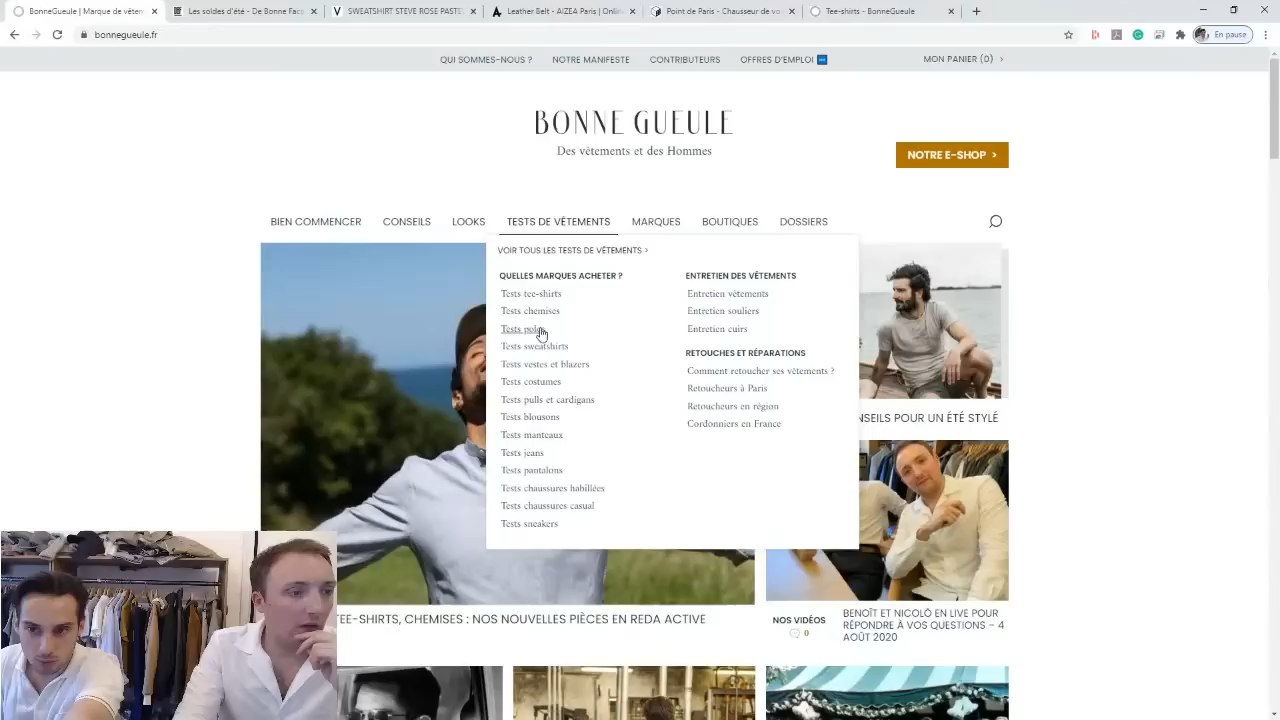 BonneGueule | Marque de vêtem
Les soldes d'été - De Bonne Fac
SWEATSHIRT STEVE ROSE PASTE
Leather Belt - AIZEA Paris | Onlin
Point de Paris - Chausseur de vo
Tee-shirts - BonneGueule
bonnegueule.fr
En pause
QUI SOMMES-NOUS ?
NOTRE MANIFESTE
CONTRIBUTEURS
OFFRES D'EMPLOI
MON PANIER (0) >
BONNE GUEULE
Des vêtements et des Hommes
NOTRE E-SHOP >
BIEN COMMENCER
CONSEILS
LOOKS
TESTS DE VÊTEMENTS
MARQUES
BOUTIQUES
DOSSIERS
VOIR TOUS LES TESTS DE VÊTEMENTS >
QUELLES MARQUES ACHETER ?
Tests tee-shirts
Tests chemises
Tests polos
Tests sweatshirts
Tests vestes et blazers
Tests costumes
Tests pulls et cardigans
Tests blousons
Tests manteaux
Tests jeans
Tests pantalons
Tests chaussures habillées
Tests chaussures casual
Tests sneakers
ENTRETIEN DES VÊTEMENTS
Entretien vêtements
Entretien souliers
Entretien cuirs
RETOUCHES ET RÉPARATIONS
Comment retoucher ses vêtements ?
Retoucheurs à Paris
Retoucheurs en région
Cordonniers en France
NSEILS POUR UN ÉTÉ STYLÉ
TEE-SHIRTS, CHEMISES : NOS NOUVELLES PIÈCES EN REDA ACTIVE
NOS VIDÉOS
0
BENOÎT ET NICOLÒ EN LIVE POUR
RÉPONDRE À VOS QUESTIONS – 4
AOÛT 2020